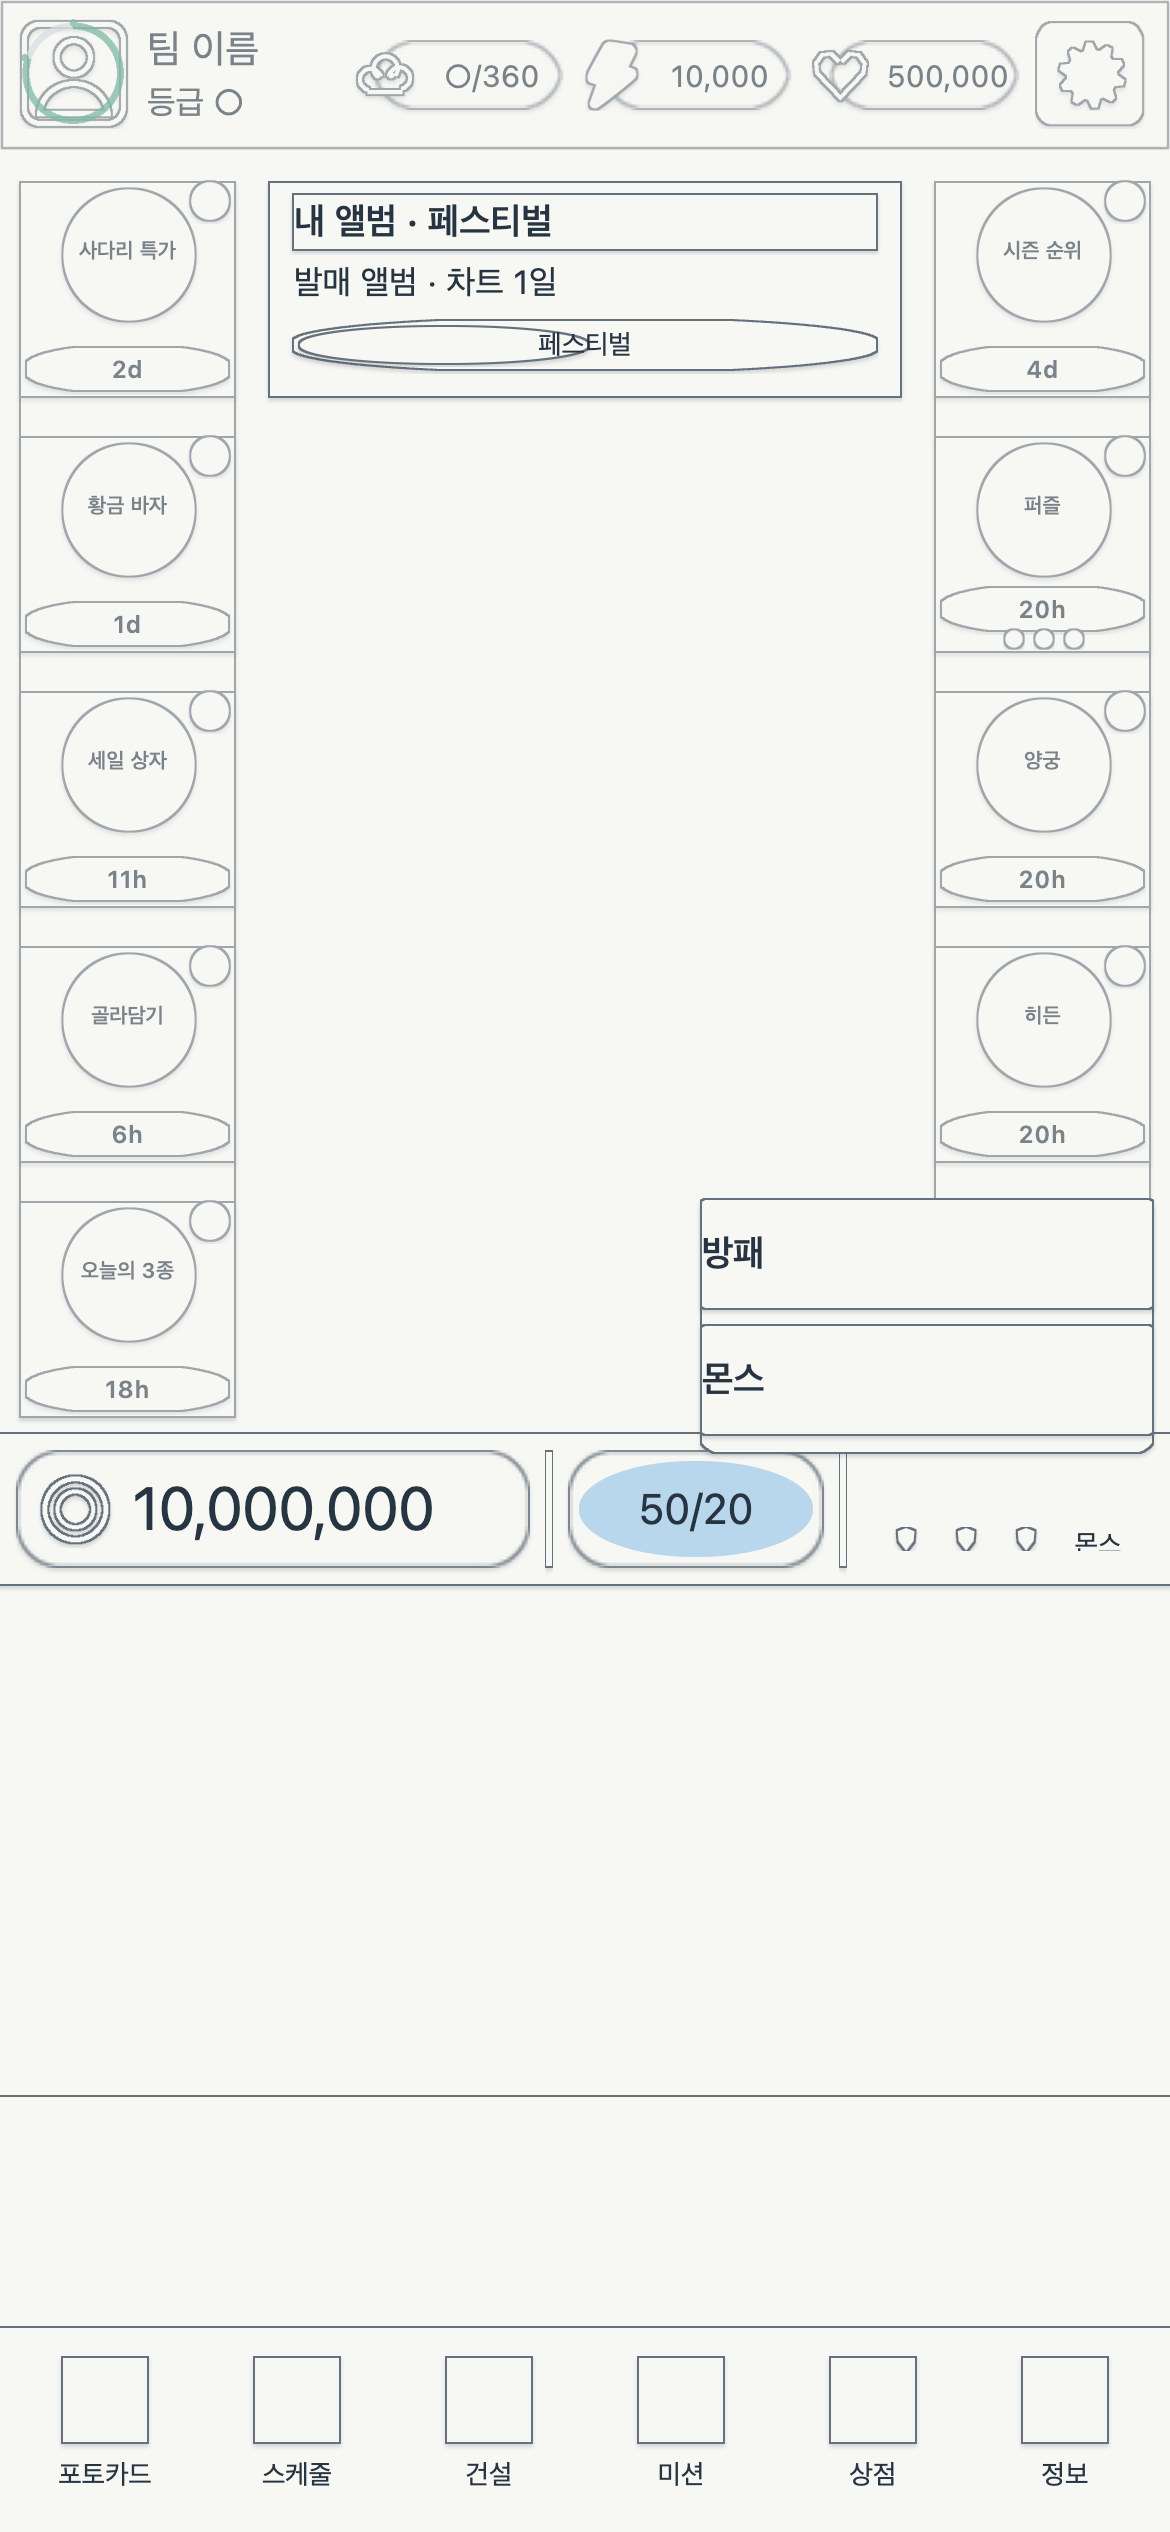 팀 이름
등급 〇
〇/360
10,000
500,000
사다리 특가
2d
황금 바자
1d
세일 상자
11h
골라담기
6h
오늘의 3종
18h
내 앨범 · 페스티벌
발매 앨범 · 차트 1일
페스티벌
시즌 순위
4d
퍼즐
20h
양궁
20h
히든
20h
방패
몬스
10,000,000
50/20
몬스
포토카드
스케줄
건설
미션
상점
정보